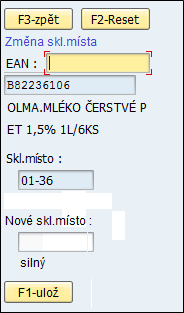 F3-zpět F2-Reset
Změna skl.místa
EAN :
B82236106
OLMA.MLÉKO ČERSTVÉ P
ET 1,5% 1L/6KS
Skl.místo :
01-36
Nové skl.místo :
silný
F1-ulož